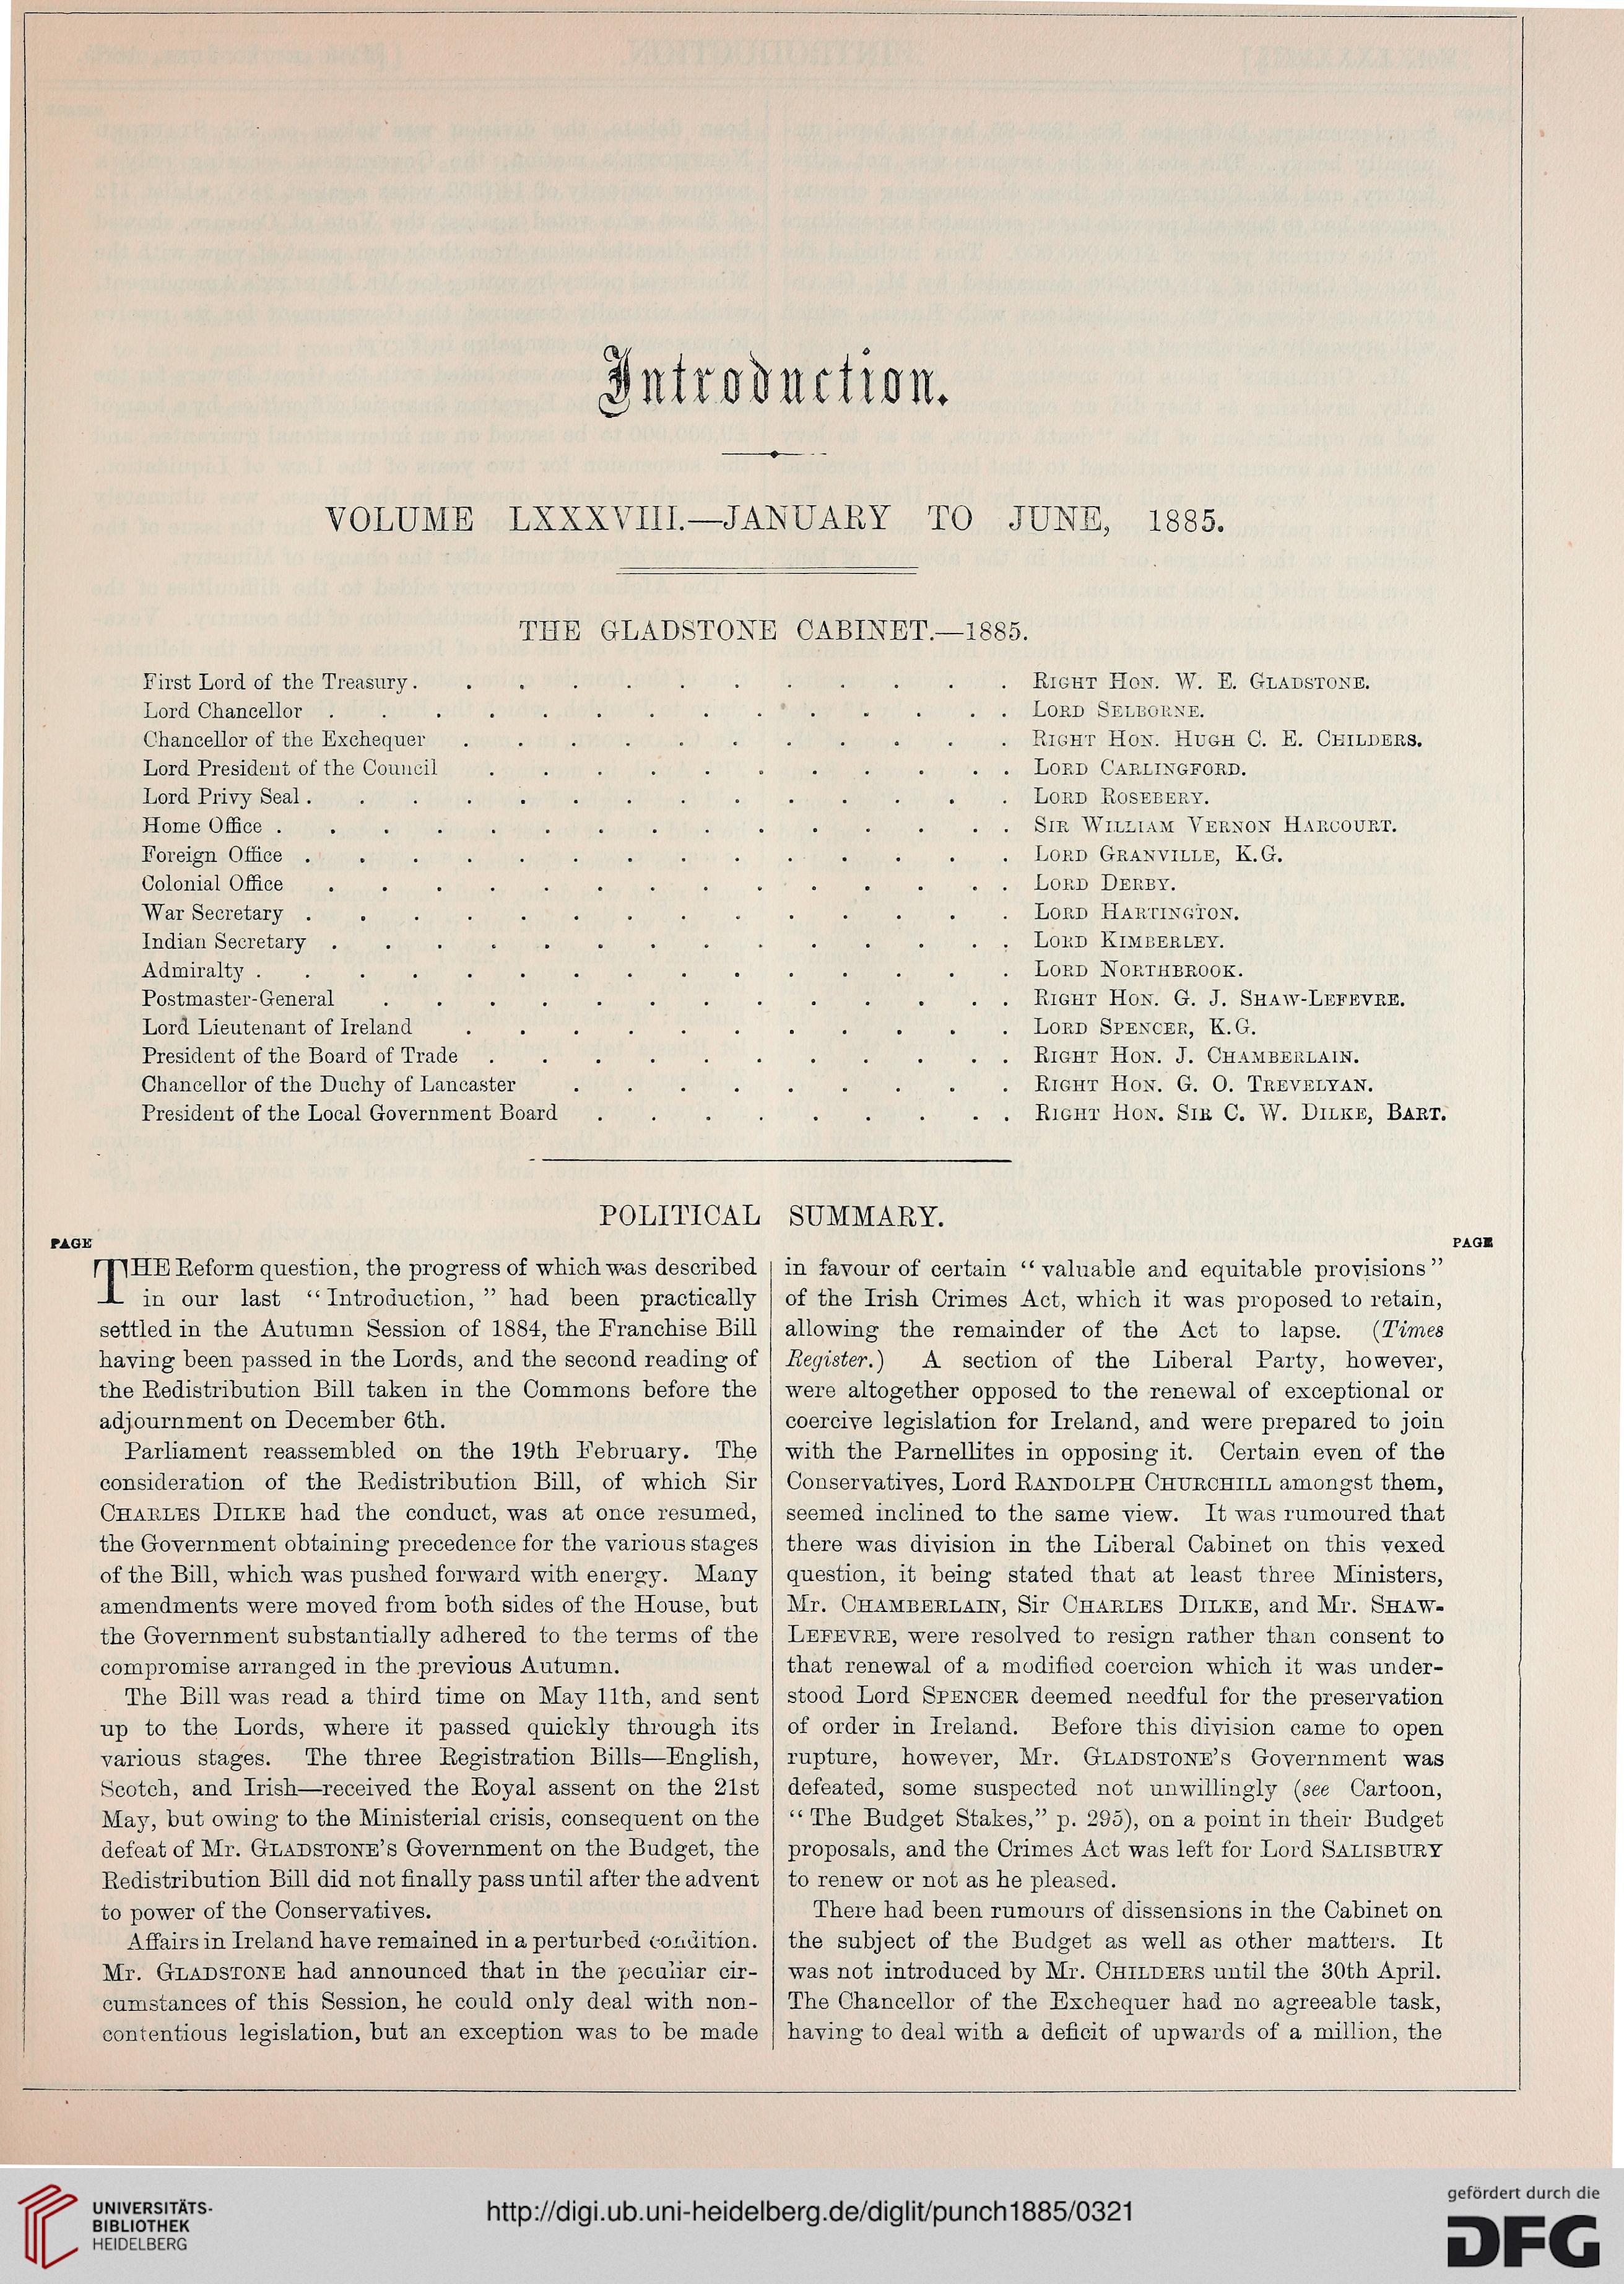 Introduction.
VOLUME LXXXVIII.—JANUARY TO JUNE, 1885.
THE GLADSTONE CABINET.—1885.
First Lord of the Treasury . . . . . . . . . . . . RIGHT HON. W. E. GLADSTONE.
Lord Chancellor . . . . . . . . . . . . . . LORD SELBORNE.
Chancellor of the Exchequer . . . . . . . . . . . RIGHT HON. HUGH C. E. CHILDERS.
Lord President of the Council . . . . . . . . . . . LORD CARLINGFORD.
Lord Privy Seal . . . . . . . . . . . . . . LORD ROSEBERY.
Home Office . . . . . . . . . . . . . . . SIR WILLIAM VERNON HARCOURT.
Foreign Office . . . . . . . . . . . . . . LORD GRANVILLE, K.G.
Colonial Office . . . . . . . . . . . . . . LORD DERBY.
War Secretary . . . . . . . . . . . . . . LORD HARTINGTON.
Indian Secretary . . . . . . . . . . . . . . LORD KIMBERLEY.
Admiralty . . . . . . . . . . . . . . . LORD NORTHBROOK.
Postmaster-General . . . . . . . . . . . . . RIGHT HON. G. J. SHAW-LEFEVRE.
Lord Lieutenant of Ireland . . . . . . . . . . . LORD SPENCER, K.G.
President of the Board of Trade . . . . . . . . . . . RIGHT HON. J. CHAMBERLAIN.
Chancellor of the Duchy of Lancaster . . . . . . . . . RIGHT HON. G. O. TREVELYAN.
President of the Local Government Board . . . . . . . . . RIGHT HON. SIR C. W. DILKE, BART.
POLITICAL SUMMARY.
PAGE
THE Reform question, the progress of which was described
in our last “Introduction,” had been practically
settled in the Autumn Session of 1884, the Franchise Bill
having been passed in the Lords, and the second reading of
the Redistribution Bill taken in the Commons before the
adjournment on December 6th.
Parliament reassembled on the 19th February. The
consideration of the Redistribution Bill, of which Sir
CHARLES DILKE had the conduct, was at once resumed,
the Government obtaining precedence for the various stages
of the Bill, which was pushed forward with energy. Many
amendments were moved from both sides of the House, but
the Government substantially adhered to the terms of the
compromise arranged in the previous Autumn.
The Bill was read a third time on May 11th, and sent
up to the Lords, where it passed quickly through its
various stages. The three Registration Bills—English,
Scotch, and Irish—received the Royal assent on the 21st
May, but owing to the Ministerial crisis, consequent on the
defeat of Mr. GLADSTONE'S Government on the Budget, the
Redistribution Bill did not finally pass until after the advent
to power of the Conservatives.
Affairs in Ireland have remained in a perturbed condition.
Mr. GLADSTONE had announced that in the peculiar cir-
cumstances of this Session, he could only deal with non-
contentious legislation, but an exception was to be made
PAGE
in favour of certain “valuable and equitable provisions”
of the Irish Crimes Act, which it was proposed to retain,
allowing the remainder of the Act to lapse. (Times
Register.) A section of the Liberal Party, however,
were altogether opposed to the renewal of exceptional or
coercive legislation for Ireland, and were prepared to join
with the Parnellites in opposing it. Certain even of the
Conservatives, Lord RANDOLPH CHURCHILL amongst them,
seemed inclined to the same view. It was rumoured that
there was division in the Liberal Cabinet on this vexed
question, it being stated that at least three Ministers,
Mr. CHAMBERLAIN, Sir CHARLES DILKE, and Mr. SHAW-
LEFEVRE, were resolved to resign rather than consent to
that renewal of a modified coercion which it was under-
stood Lord SPENCER deemed needful for the preservation
of order in Ireland. Before this division came to open
rupture, however, Mr. GLADSTONE'S Government was
defeated, some suspected not unwillingly (see Cartoon,
“The Budget Stakes,” p. 295), on a point in their Budget
proposals, and the Crimes Act was left for Lord SALISBURY
to renew or not as he pleased.
There had been rumours of dissensions in the Cabinet on
the subject of the Budget as well as other matters. It
was not introduced by Mr. CHILDERS until the 30th April.
The Chancellor of the Exchequer had no agreeable task,
having to deal with a deficit of upwards of a million, the
UNIVERSITÄTS-
BIBLIOTHEK
HEIDELBERG
http://digi.ub.uni-heidelberg.de/diglit/punch1885/0321
gefördert durch die
DFG